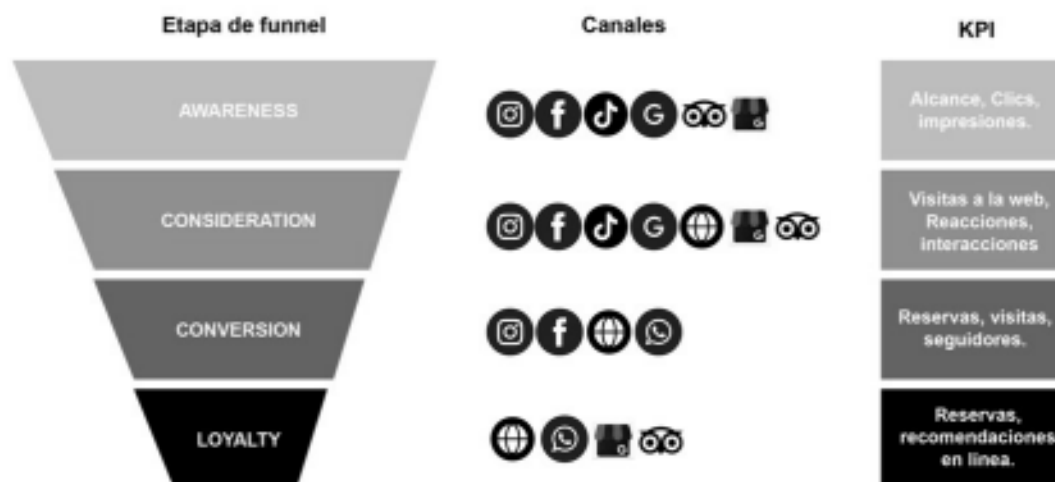 Etapa de funnel
Canales
KPI
AWARENESS
Alcance, Clics,
impresiones.
CONSIDERATION
Visitas a la web,
Reacciones,
interacciones
CONVERSION
Reservas, visitas,
seguidores.
LOYALTY
Reservas,
recomendaciones
en linea.